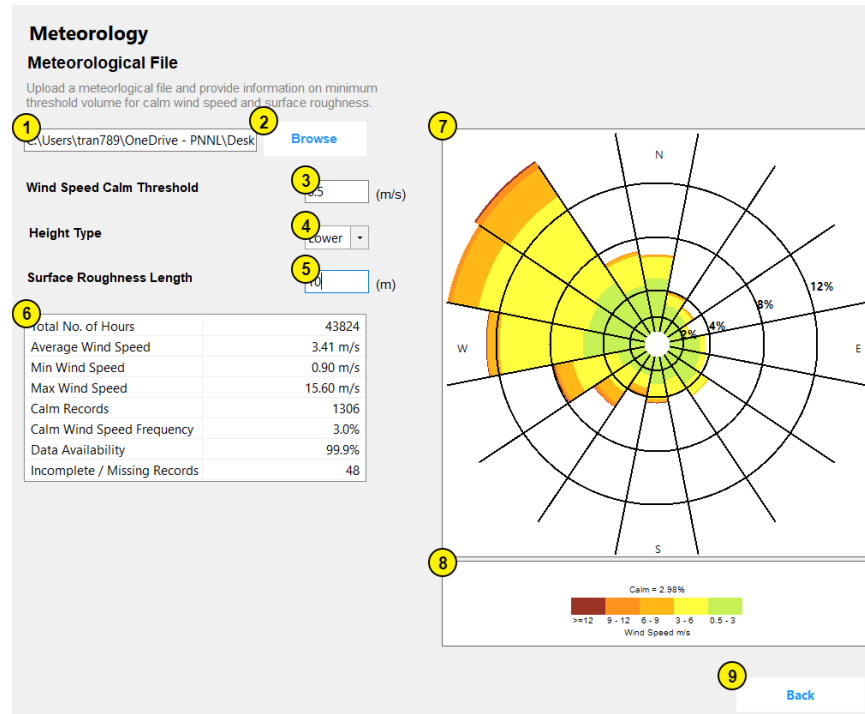 Meteorology
Meteorological File
Upload a meteorlogical file and provide information on minimum
threshold volume for calm wind speed and surface roughness.
1
2
:\Users\tran789\OneDrive - PNNL\Desk
Browse
Wind Speed Calm Threshold
3
.5
(m/s)
Height Type
4
Lower
Surface Roughness Length
5
10
(m)
6
Total No. of Hours 43824
Average Wind Speed 3.41 m/s
Min Wind Speed 0.90 m/s
Max Wind Speed 15.60 m/s
Calm Records 1306
Calm Wind Speed Frequency 3.0%
Data Availability 99.9%
Incomplete / Missing Records 48
7
N
12%
8%
4%
2%
W
E
S
8
Calm = 2.98%
>=12 9 - 12 6 - 9 3 - 6 0.5 - 3
Wind Speed m/s
9
Back